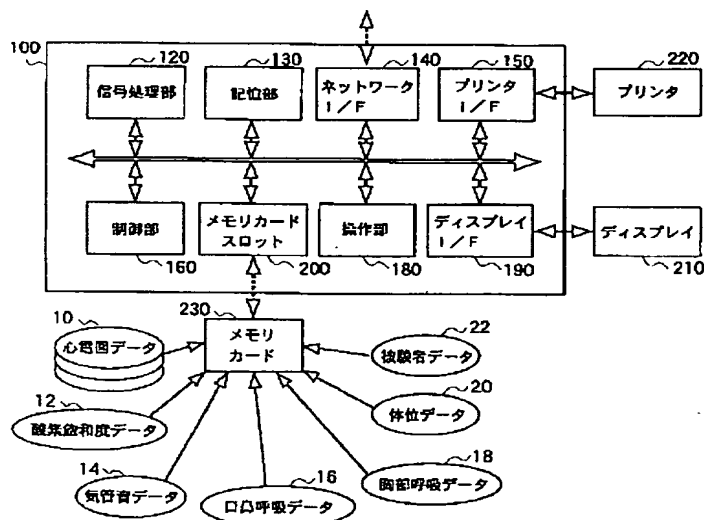 100
120
130
140
150
220
信号処理部
記位部
ネットワーク
I/F
プリンタ
I/F
プリンタ
制御部
メモリカード
スロット
操作部
ディスプレイ
I/F
ディスプレイ
160
200
180
190
210
230
メモリ
カード
10
心電図データ
22
被験者データ
12
酸素飽和度データ
20
体位データ
14
気管音データ
16
口鼻呼吸データ
18
胸部呼吸データ